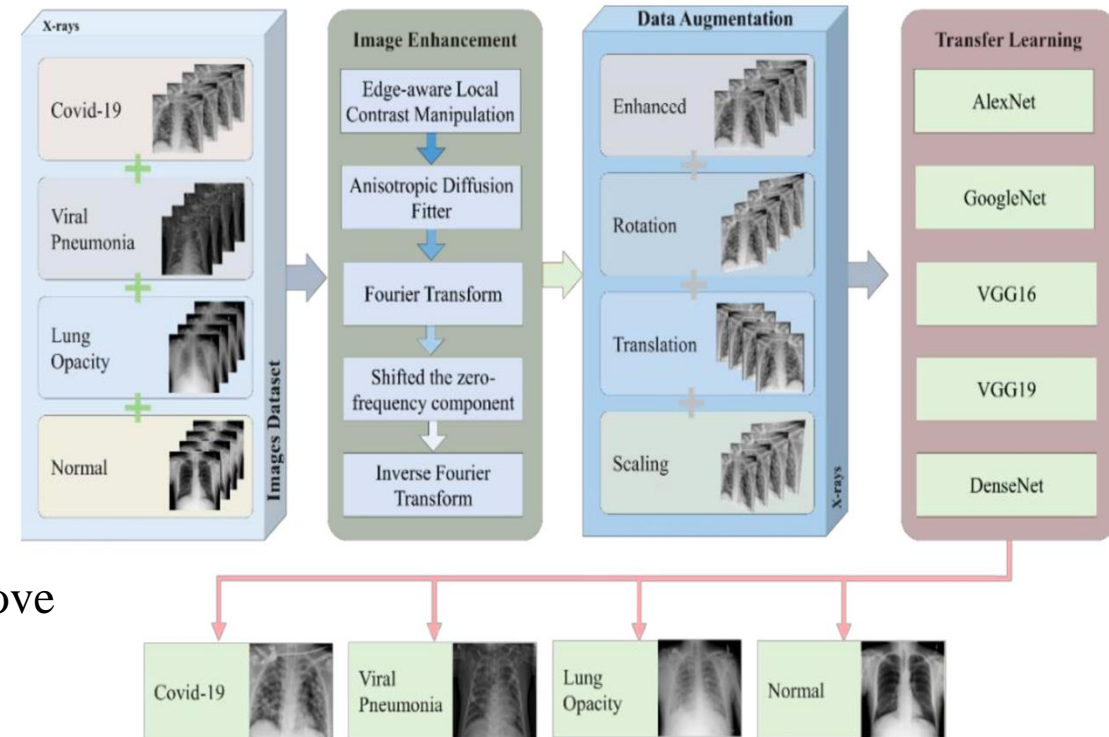 X-rays
Covid-19
Viral
Pneumonia
Lung
Opacity
Normal
Images Dataset
Image Enhancement
Edge-aware Local
Contrast Manipulation
Anisotropic Diffusion
Fitter
Fourier Transform
Shifted the zero-
frequency component
Inverse Fourier
Transform
Data Augmentation
Enhanced
Rotation
Translation
Scaling
X-rays
Transfer Learning
AlexNet
GoogleNet
VGG16
VGG19
DenseNet
ove
Covid-19
Viral
Pneumonia
Lung
Opacity
Normal